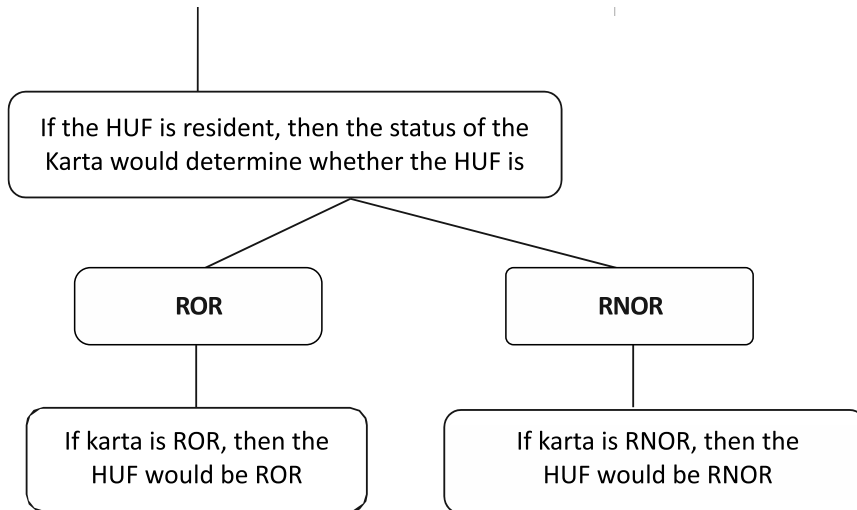 If the HUF is resident, then the status of the
Karta would determine whether the HUF is
ROR
RNOR
If karta is ROR, then the
HUF would be ROR
If karta is RNOR, then the
HUF would be RNOR